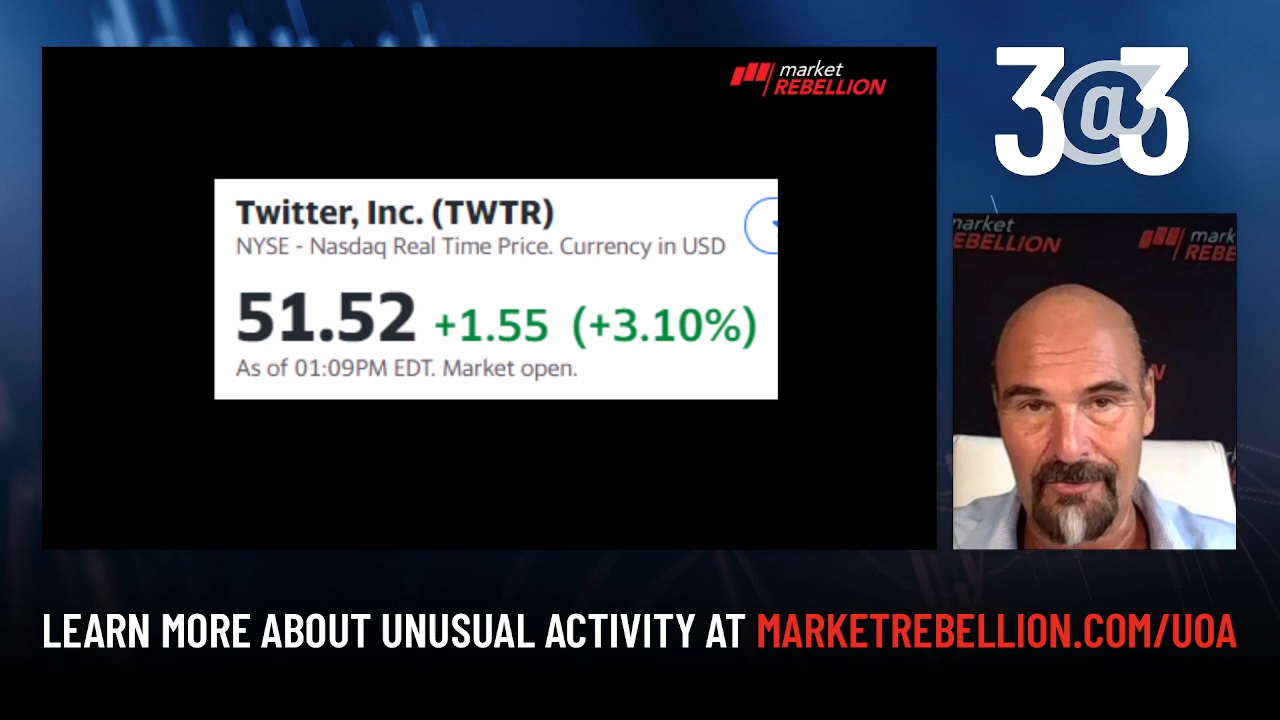 market
REBELLION
3@3
Twitter, Inc. (TWTR)
NYSE - Nasdaq Real Time Price. Currency in USD
51.52 +1.55 (+3.10%)
As of 01:09PM EDT. Market open.
market
EBELLION
mark
REBE
N
LEARN MORE ABOUT UNUSUAL ACTIVITY AT MARKETREBELLION.COM/UOA